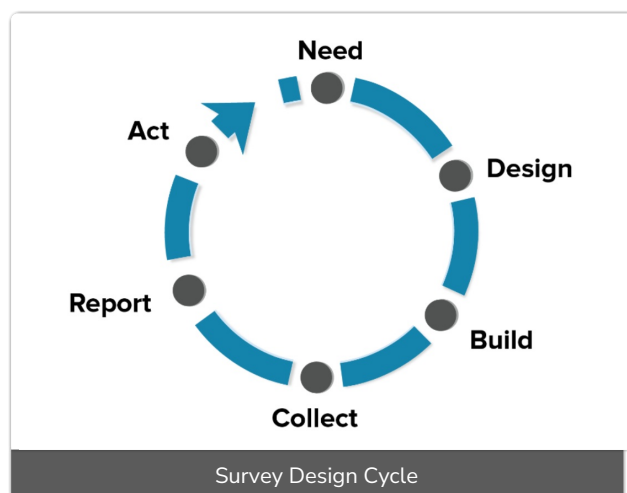 Need
Design
Build
Collect
Report
Act
Survey Design Cycle